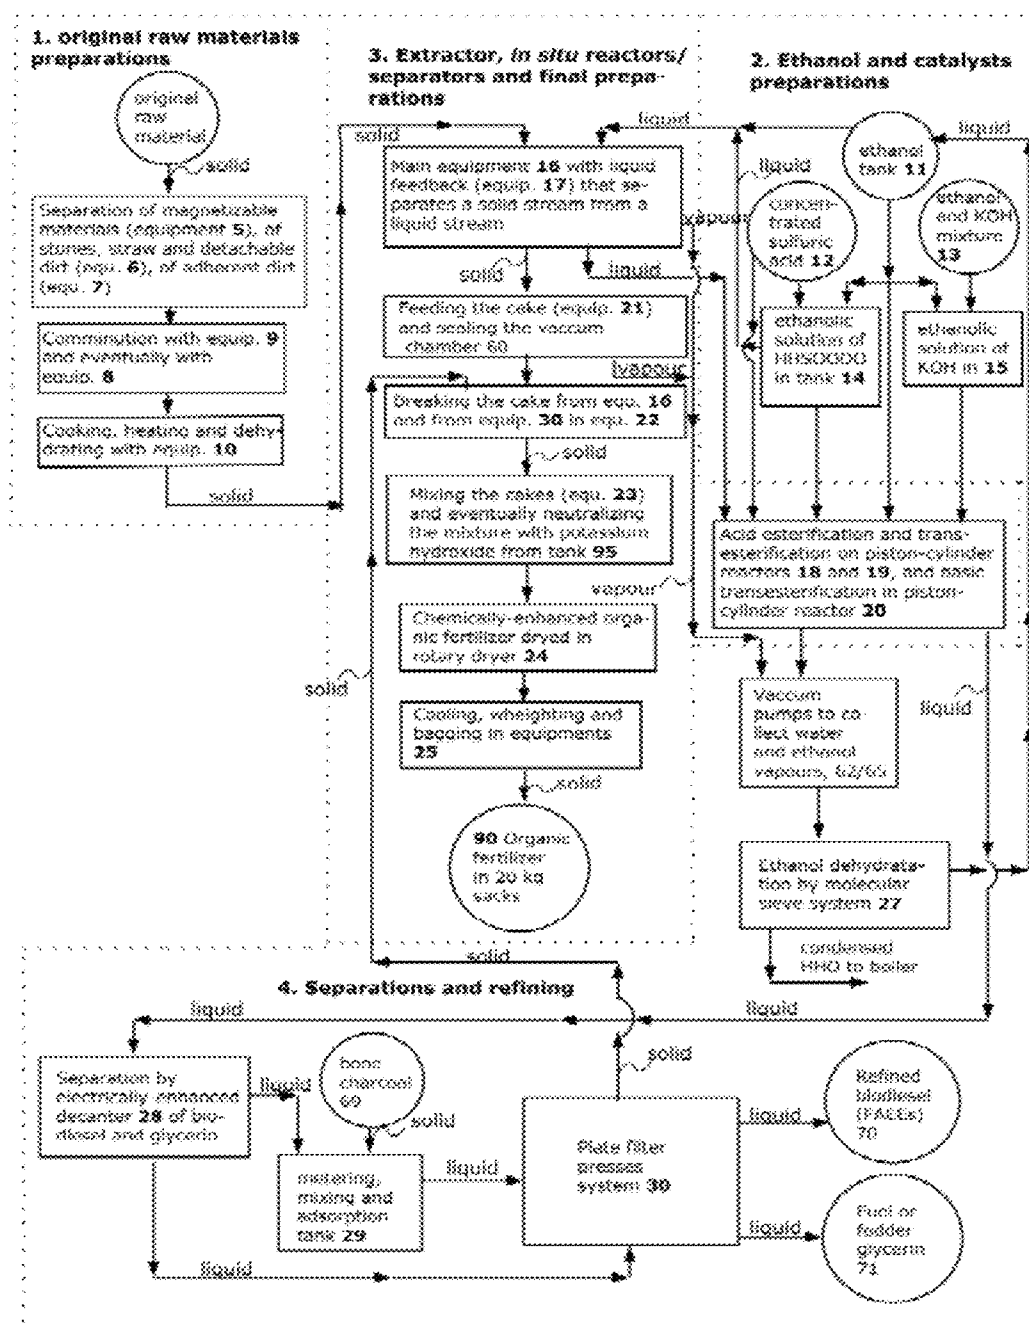 1. original raw materials
preparations
original
raw
material
solid
Separation of magnetizable
materials (equipment 5), of
stones, straw and detachable
dirt (equ. 6), of adherent dirt
(equ. 7)
Comminution with equip. 9
and eventually with
equip. 8
Cooking, heating and dehy-
drating with equip. 10
solid
3. Extractor, in situ reactors/
separators and final prepa-
rations
solid
liquid
Main equipment 16 with liquid
feedback (equip. 17) that se-
parates a solid stream from a
liquid stream
vapour
solid
liquid
Feeding the cake (equip. 21)
and sealing the vaccum
chamber 60
vapour
Breaking the cake from equ. 16
and from equip. 30 in equ. 22
solid
Mixing the cakes (equ. 23)
and eventually neutralizing
the mixture with potassium
hydroxide from tank 95
vapour
Chemically-enhanced orga-
nic fertilizer dryed in
rotary dryer 24
solid
Cooling, wheighting and
bagging in equipments
25
solid
90 Organic
fertilizer
in 20 kg
sacks
2. Ethanol and catalysts
preparations
ethanol
tank 11
liquid
liquid
concen-
trated
sulfuric
acid 12
ethanol
and KOH
mixture
13
ethanolic
solution of
HHSOOOO
in tank 14
ethanolic
solution of
KOH in 15
Acid esterification and trans-
esterification on piston-cylinder
reactors 18 and 19, and basic
transesterification in piston-
cylinder reactor 20
Vaccum
pumps to co-
llect water
and ethanol
vapours, 62/65
liquid
Ethanol dehydrata-
tion by molecular
sieve system 27
condensed
HHO to boiler
solid
4. Separations and refining
liquid
liquid
Separation by
electrically enhanced
decanter 28 of bio-
diesel and glycerin
liquid
bone
charcoal
69
solid
metering,
mixing and
adsorption
tank 29
liquid
solid
Plate filter
presses
system 30
liquid
Refined
biodiesel
(FAEEs)
70
liquid
Fuel or
fodder
glycerin
71
liquid